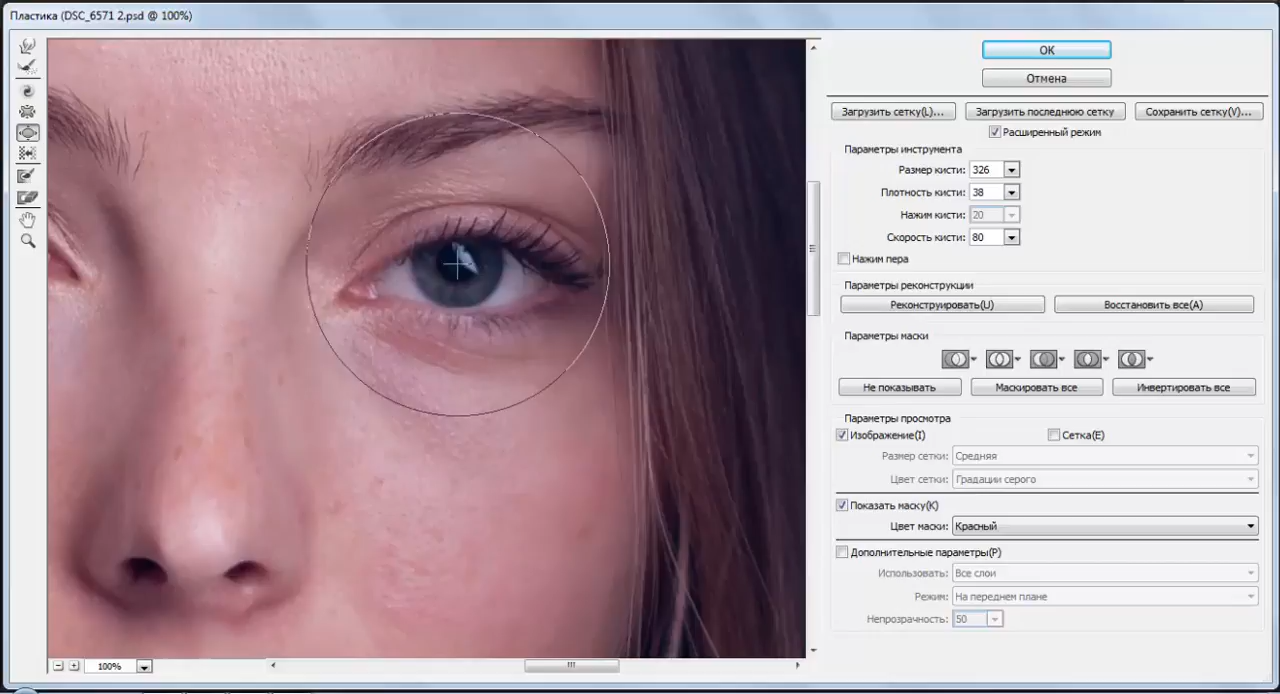 Пластика (DSC_6571 2.psd @ 100%)
OK
Отмена
Загрузить сетку(L)... Загрузить последнюю сетку Сохранить сетку(V)...
Расширенный режим
Параметры инструмента
Размер кисти: 326
Плотность кисти: 38
Нажим кисти: 20
Скорость кисти: 80
Нажим пера
Параметры реконструкции
Реконструировать(U) Восстановить все(A)
Параметры маски
Не показывать Маскировать все Инвертировать все
Параметры просмотра
Изображение(I) Сетка(E)
Размер сетки: Средняя
Цвет сетки: Градации серого
Показать маску(K)
Цвет маски: Красный
Дополнительные параметры(P)
Использовать: Все слои
Режим: На переднем плане
Непрозрачность: 50
100%